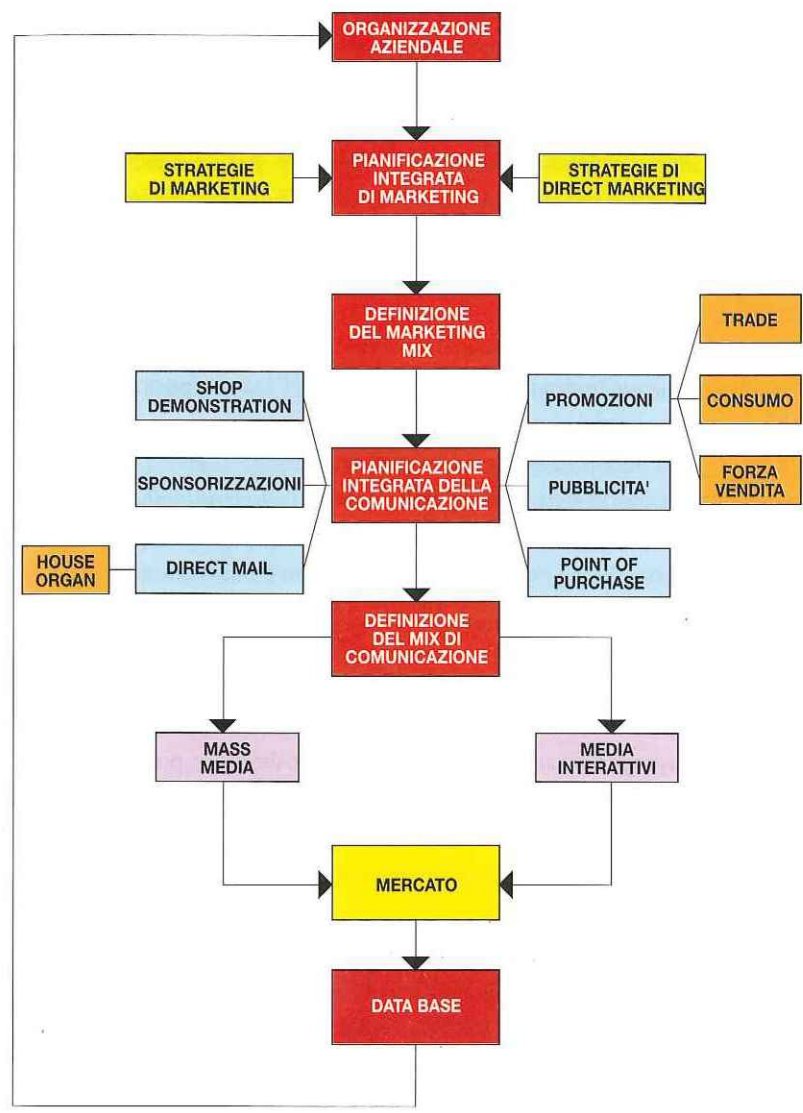 ORGANIZZAZIONE
AZIENDALE
STRATEGIE
DI MARKETING
PIANIFICAZIONE
INTEGRATA
DI MARKETING
STRATEGIE DI
DIRECT MARKETING
DEFINIZIONE
DEL MARKETING
MIX
TRADE
SHOP
DEMONSTRATION
PROMOZIONI
CONSUMO
SPONSORIZZAZIONI
PIANIFICAZIONE
INTEGRATA DELLA
COMUNICAZIONE
PUBBLICITA'
FORZA
VENDITA
HOUSE
ORGAN
DIRECT MAIL
POINT OF
PURCHASE
DEFINIZIONE
DEL MIX DI
COMUNICAZIONE
MASS
MEDIA
MEDIA
INTERATTIVI
MERCATO
DATA BASE